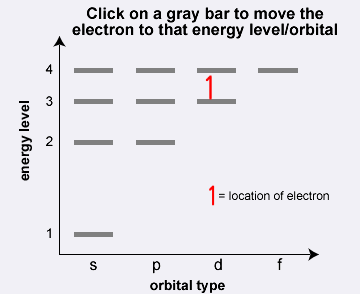 Click on a gray bar to move the
electron to that energy level/orbital
4
3
2
1
energy level
1
1 = location of electron
s p d f
orbital type